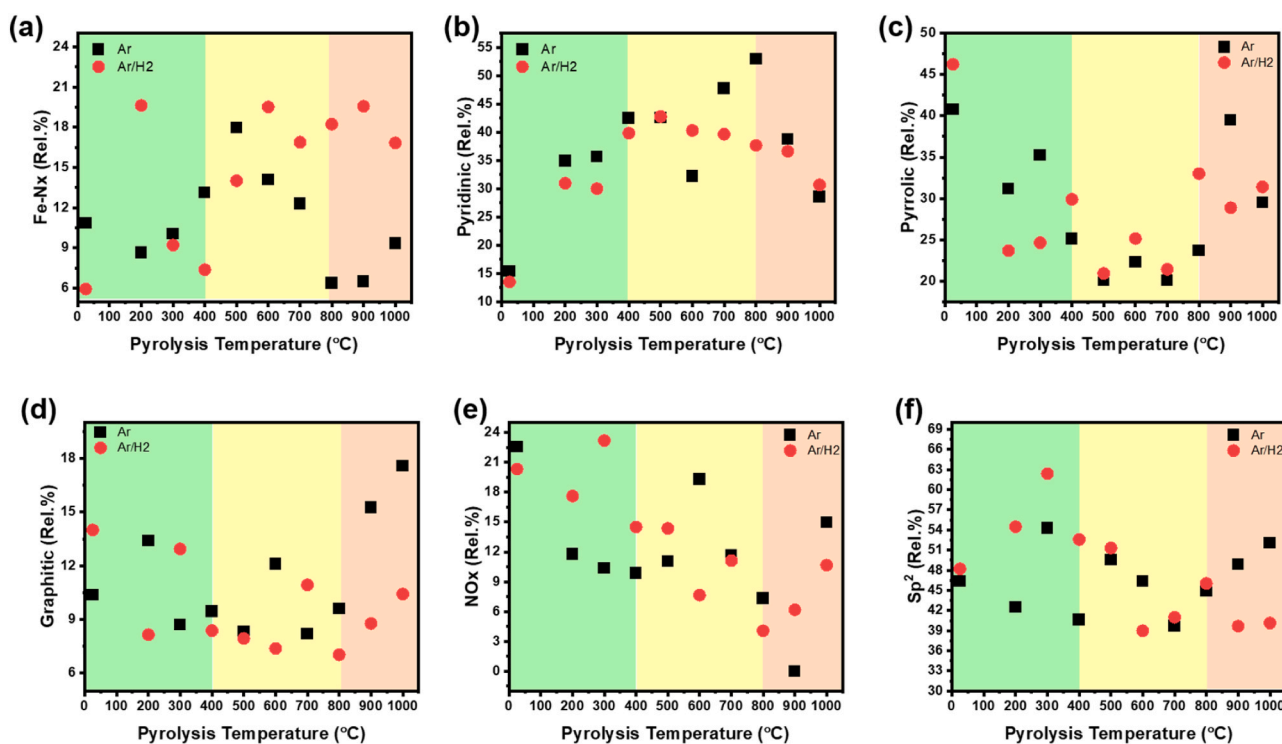 (a)
Fe-Nx (Rel.%)
24
21
18
15
12
9
6
Ar
Ar/H2
0 100 200 300 400 500 600 700 800 900 1000
Pyrolysis Temperature (°C)
(b)
Pyridinic (Rel.%)
55
50
45
40
35
30
25
20
15
10
Ar
Ar/H2
0 100 200 300 400 500 600 700 800 900 1000
Pyrolysis Temperature (°C)
(c)
Pyrrolic (Rel.%)
50
45
40
35
30
25
20
Ar
Ar/H2
0 100 200 300 400 500 600 700 800 900 1000
Pyrolysis Temperature (°C)
(d)
Graphitic (Rel.%)
18
15
12
9
6
Ar
Ar/H2
0 100 200 300 400 500 600 700 800 900 1000
Pyrolysis Temperature (°C)
(e)
NOx (Rel.%)
24
21
18
15
12
9
6
3
0
Ar
Ar/H2
0 100 200 300 400 500 600 700 800 900 1000
Pyrolysis Temperature (°C)
(f)
Sp² (Rel.%)
69
66
63
60
57
54
51
48
45
42
39
36
33
30
Ar
Ar/H2
0 100 200 300 400 500 600 700 800 900 1000
Pyrolysis Temperature (°C)